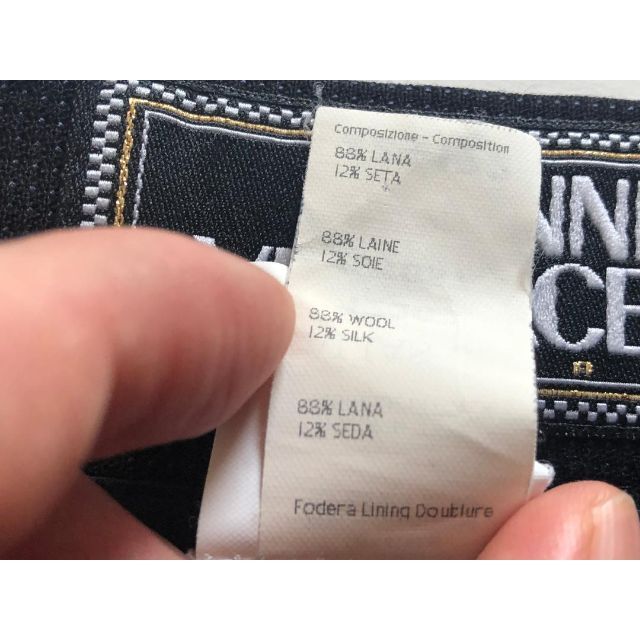 Composizione - Composition
88% LANA
12% SETA
88% LAINE
12% SOIE
88% WOOL
12% SILK
88% LANA
12% SEDA
Fodera Lining Doublure